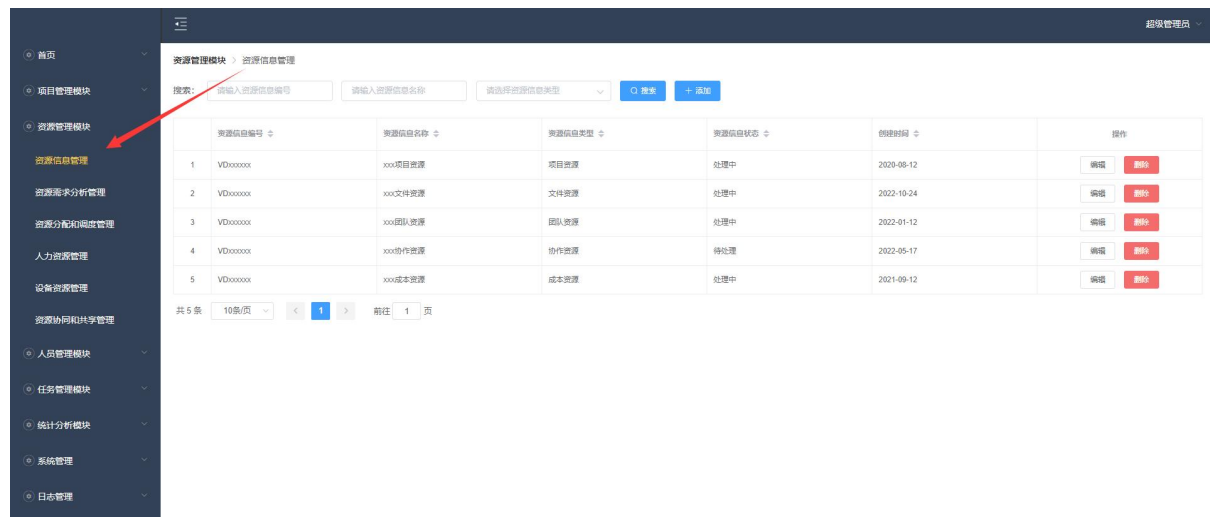 超级管理员
首页
项目管理模块
资源管理模块
资源信息管理
资源需求分析管理
资源分配和调度管理
人力资源管理
设备资源管理
资源协同和共享管理
人员管理模块
任务管理模块
统计分析模块
系统管理
日志管理
资源管理模块 > 资源信息管理
搜索: 请输入资源信息编号 请输入资源信息名称 请选择资源信息类型 搜索 + 添加
资源信息编号 资源信息名称 资源信息类型 资源信息状态 创建时间 操作
1 VDxxxxxx xxx项目资源 项目资源 处理中 2020-08-12 编辑 删除
2 VDxxxxxx xxx文件资源 文件资源 处理中 2022-10-24 编辑 删除
3 VDxxxxxx xxx团队资源 团队资源 处理中 2022-01-12 编辑 删除
4 VDxxxxxx xxx协作资源 协作资源 待处理 2022-05-17 编辑 删除
5 VDxxxxxx xxx成本资源 成本资源 处理中 2021-09-12 编辑 删除
共 5 条 10条/页 < 1 > 前往 1 页